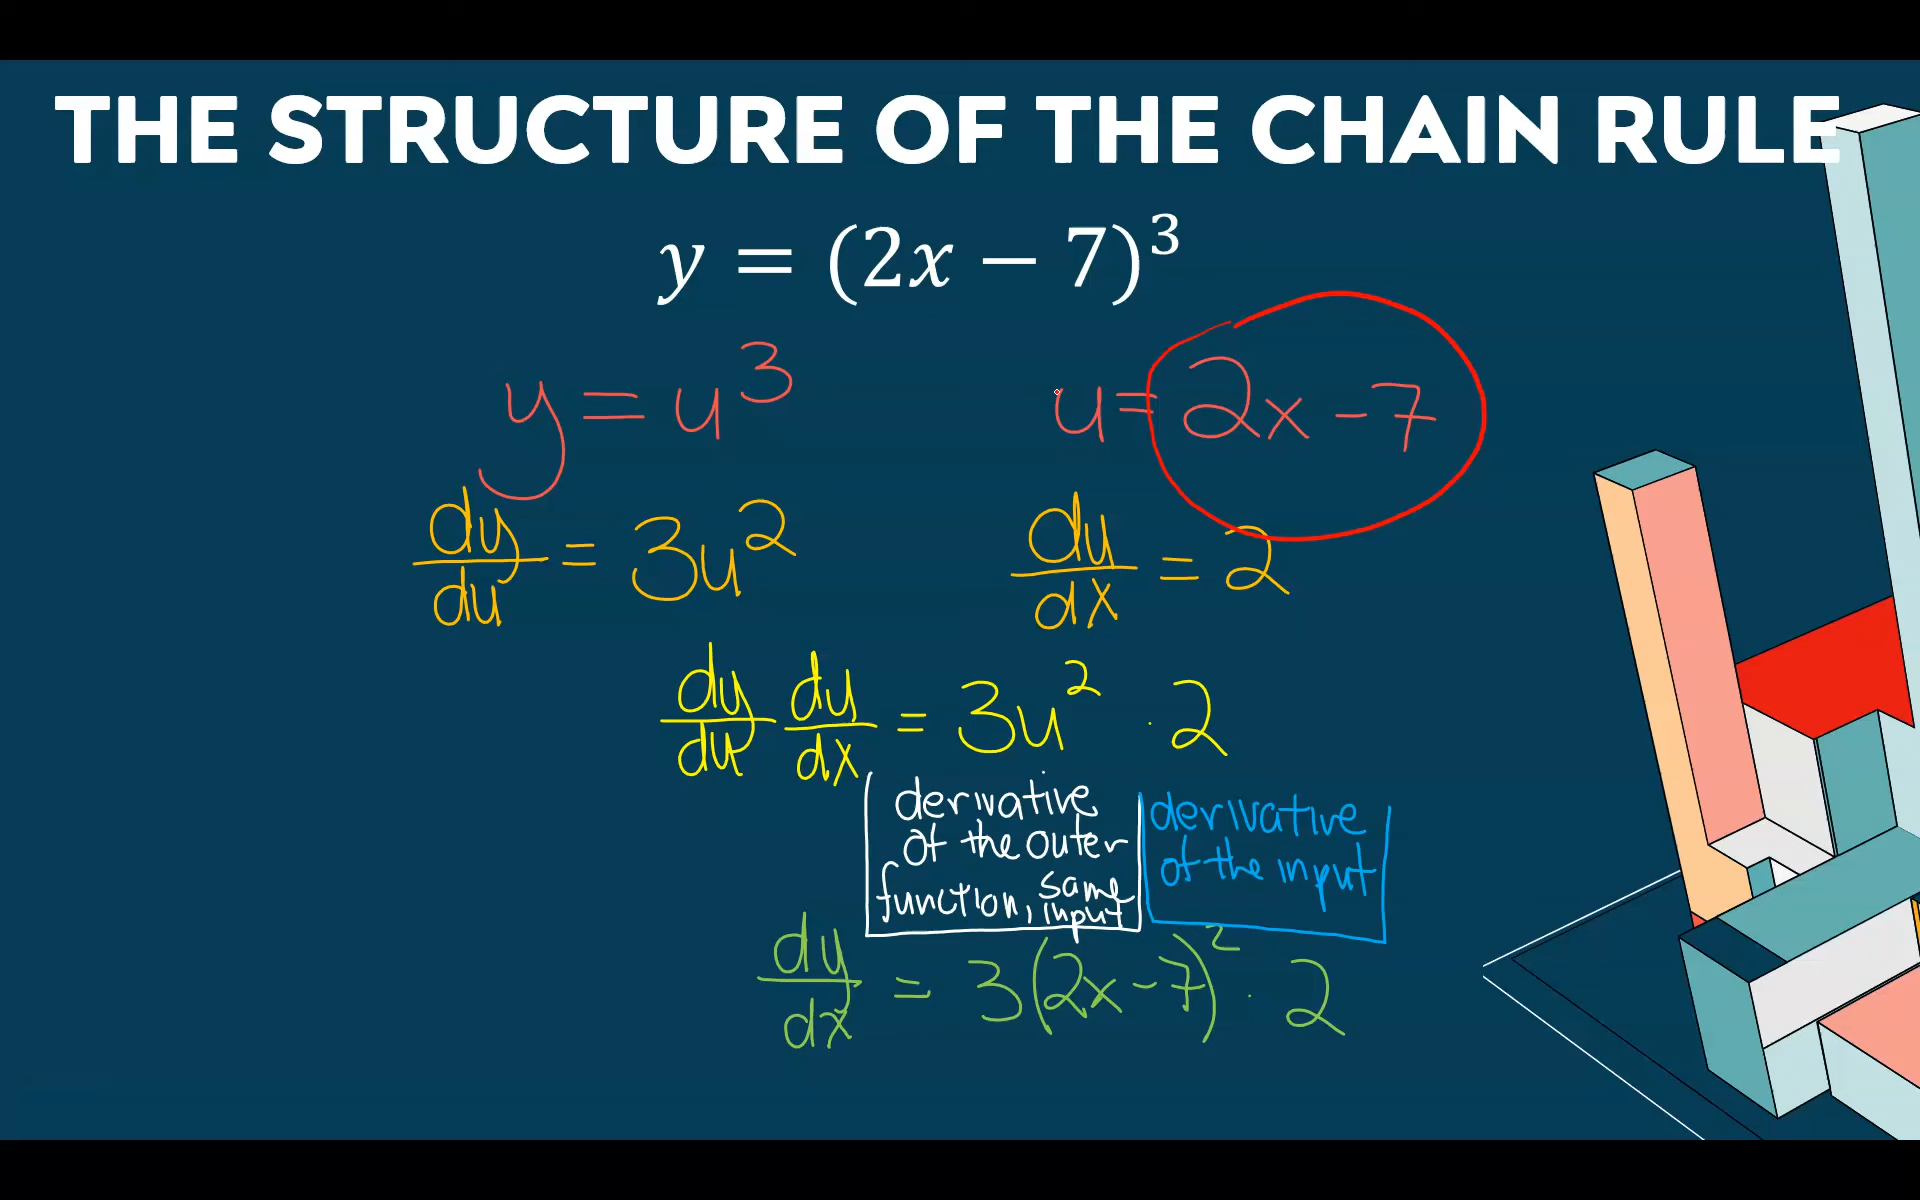 THE STRUCTURE OF THE CHAIN RULE
y = (2x − 7)³
y = u³
u = 2x − 7
dy/du = 3u²
du/dx = 2
dy/du du/dx = 3u² · 2
derivative
of the outer
function, same
input
derivative
of the input
dy/dx = 3(2x−7)² · 2